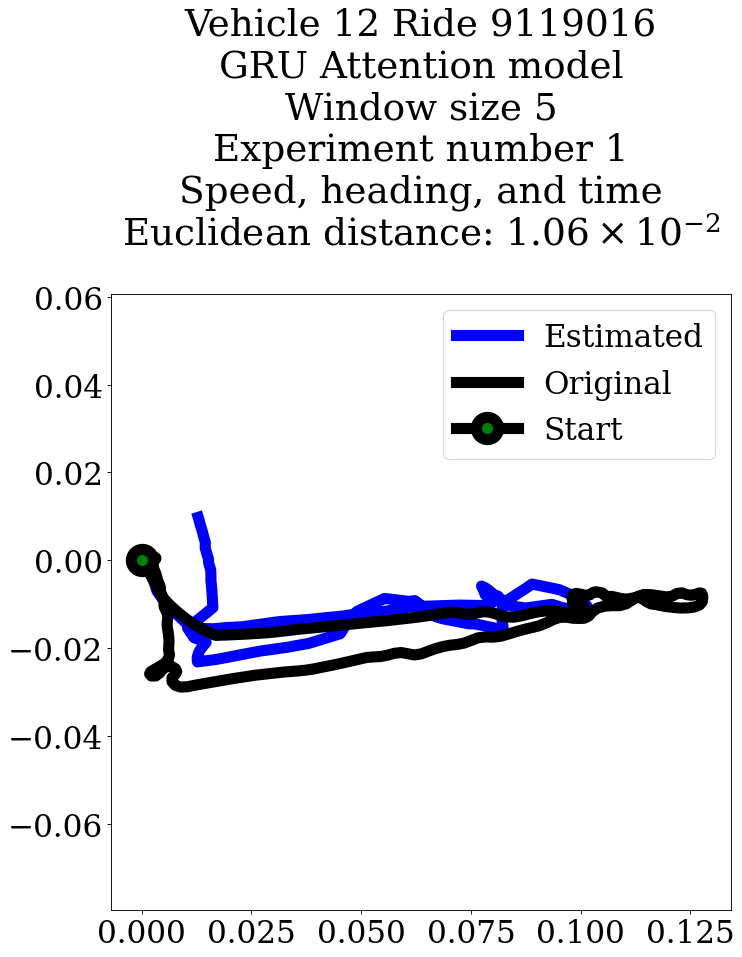 Vehicle 12 Ride 9119016
GRU Attention model
Window size 5
Experiment number 1
Speed, heading, and time
Euclidean distance: 1.06 × 10⁻²
Estimated
Original
Start
0.06
0.04
0.02
0.00
−0.02
−0.04
−0.06
0.000 0.025 0.050 0.075 0.100 0.125